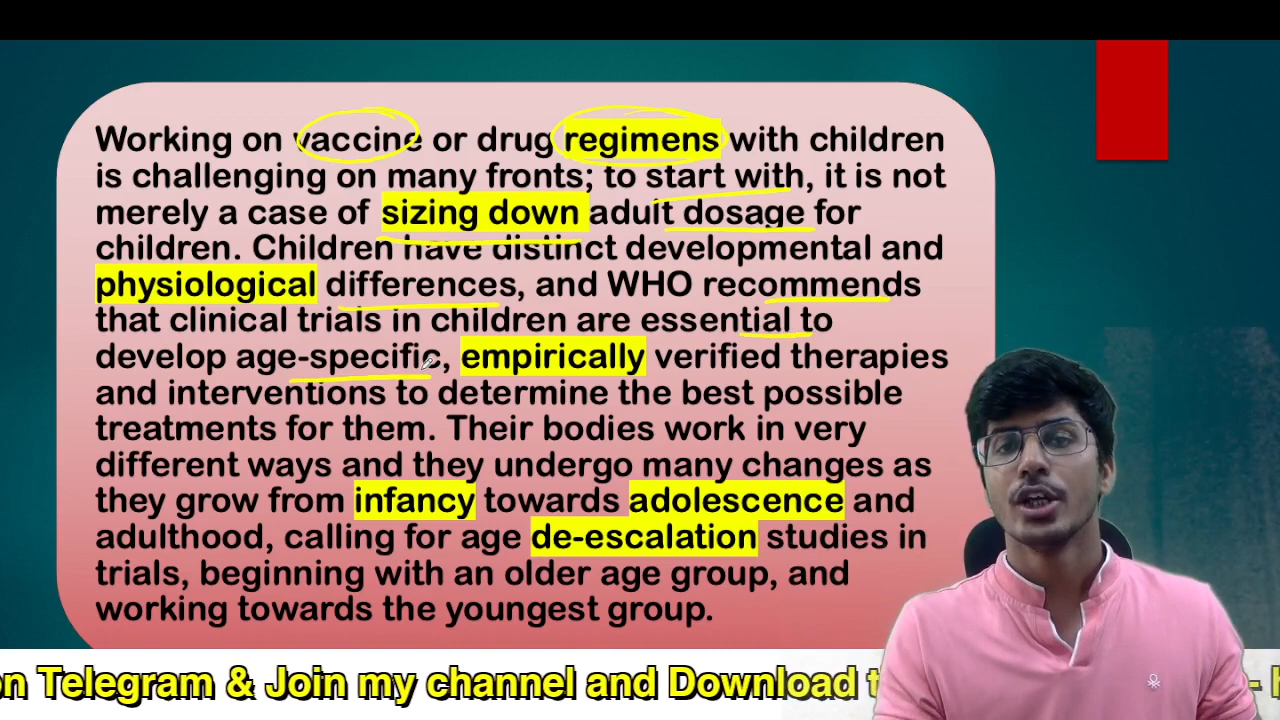 Working on vaccine or drug regimens with children
is challenging on many fronts; to start with, it is not
merely a case of sizing down adult dosage for
children. Children have distinct developmental and
physiological differences, and WHO recommends
that clinical trials in children are essential to
develop age-specific, empirically verified therapies
and interventions to determine the best possible
treatments for them. Their bodies work in very
different ways and they undergo many changes as
they grow from infancy towards adolescence and
adulthood, calling for age de-escalation studies in
trials, beginning with an older age group, and
working towards the youngest group.
on Telegram & Join my channel and Download